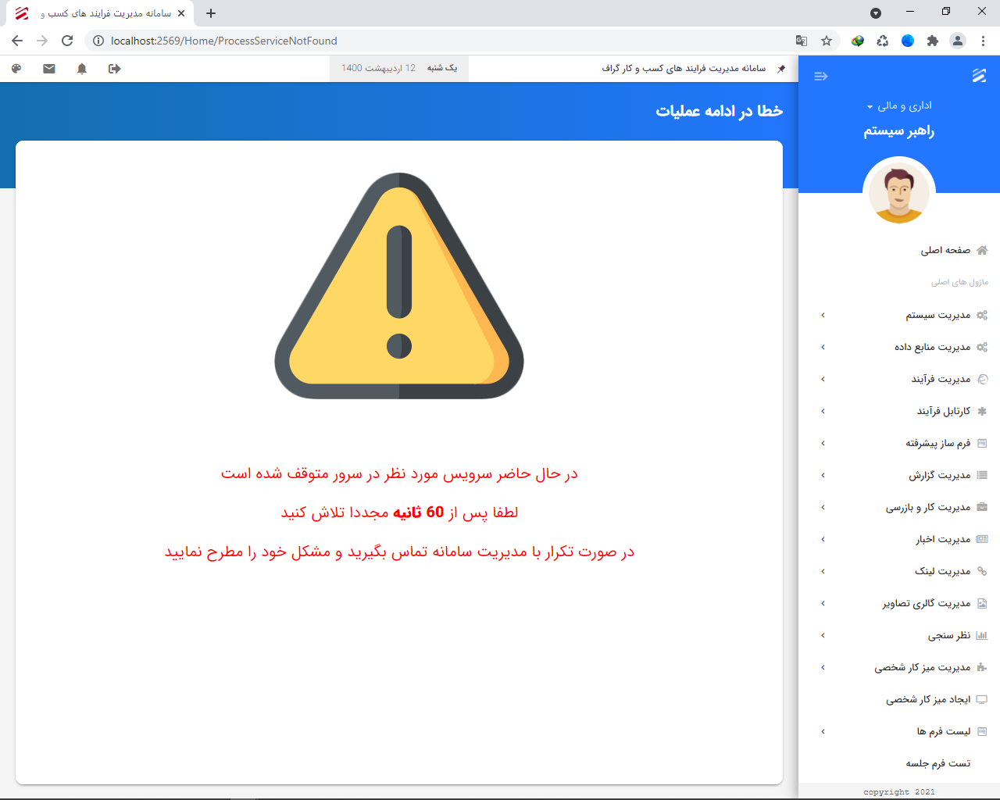 سامانه مدیریت فرایند های کسب و
localhost:2569/Home/ProcessServiceNotFound
سامانه مدیریت فرایند های کسب و کار گراف
یک شنبه 12 اردیبهشت 1400
اداری و مالی
راهبر سیستم
خطا در ادامه عملیات
در حال حاضر سرویس مورد نظر در سرور متوقف شده است
لطفا پس از 60 ثانیه مجددا تلاش کنید
در صورت تکرار با مدیریت سامانه تماس بگیرید و مشکل خود را مطرح نمایید
صفحه اصلی
ماژول های اصلی
مدیریت سیستم
مدیریت منابع داده
مدیریت فرآیند
کارتابل فرآیند
فرم ساز پیشرفته
مدیریت گزارش
مدیریت کار و بازرسی
مدیریت اخبار
مدیریت لینک
مدیریت گالری تصاویر
نظر سنجی
مدیریت میز کار شخصی
ایجاد میز کار شخصی
لیست فرم ها
تست فرم جلسه
copyright 2021